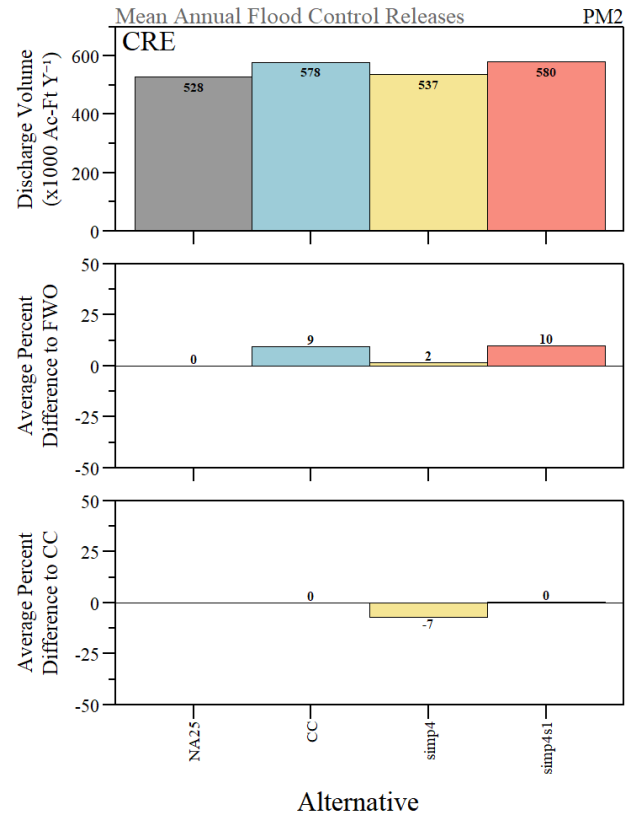 Mean Annual Flood Control Releases PM2
CRE
Discharge Volume
(x1000 Ac-Ft Y⁻¹)
600
400
200
0
528
578
537
580
Average Percent
Difference to FWO
50
25
0
-25
-50
0
9
2
10
Average Percent
Difference to CC
50
25
0
-25
-50
0
-7
0
NA25
CC
simp4
simp4s1
Alternative